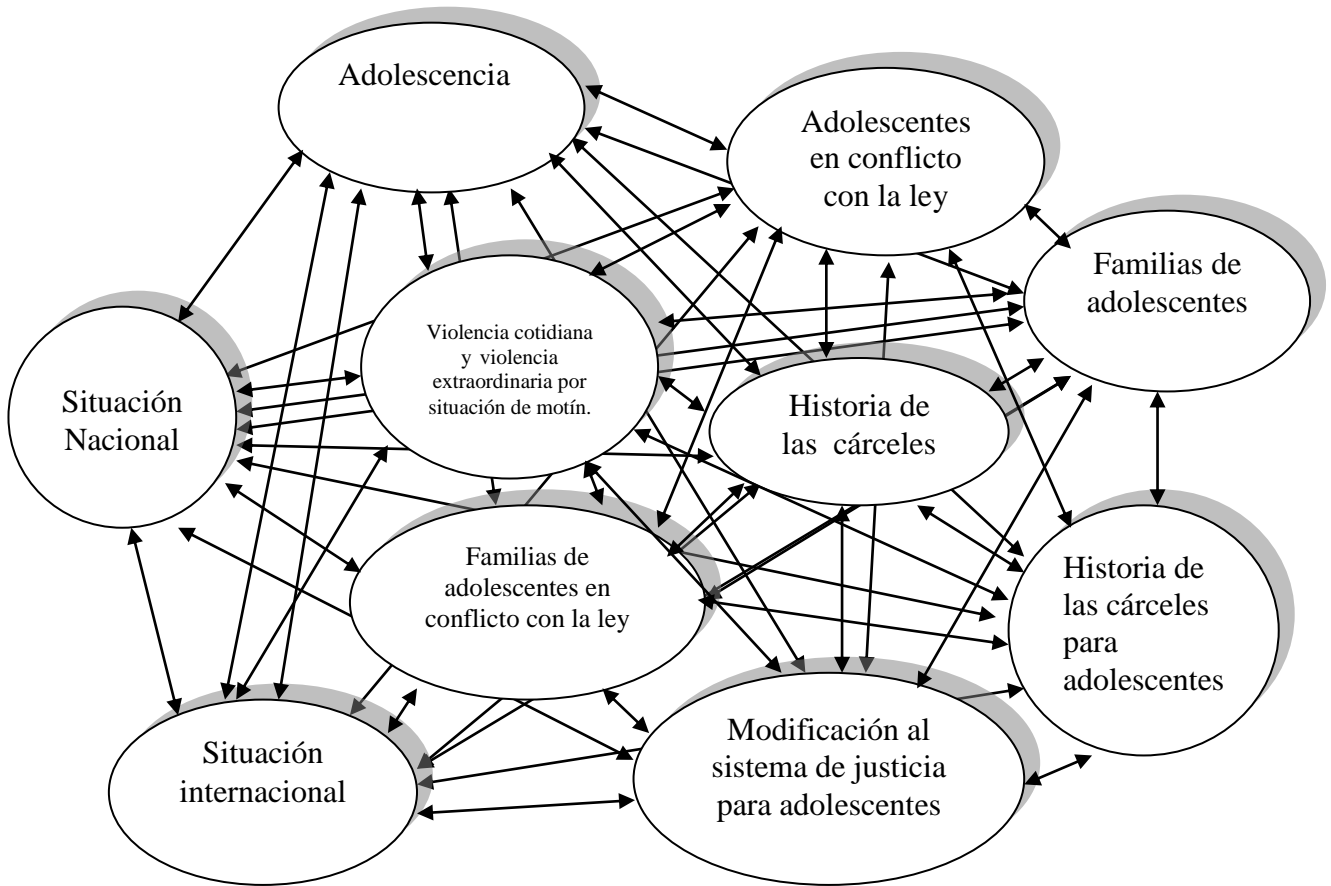 Adolescencia
Adolescentes
en conflicto
con la ley
Familias de
adolescentes
Violencia cotidiana
y violencia
extraordinaria por
situación de motín.
Situación
Nacional
Historia de
las cárceles
Familias de
adolescentes en
conflicto con la ley
Historia de
las cárceles
para
adolescentes
Situación
internacional
Modificación al
sistema de justicia
para adolescentes